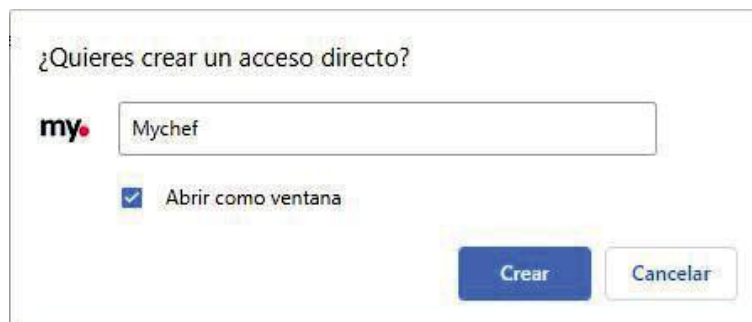 ¿Quieres crear un acceso directo?
my.
Mychef
Abrir como ventana
Crear
Cancelar